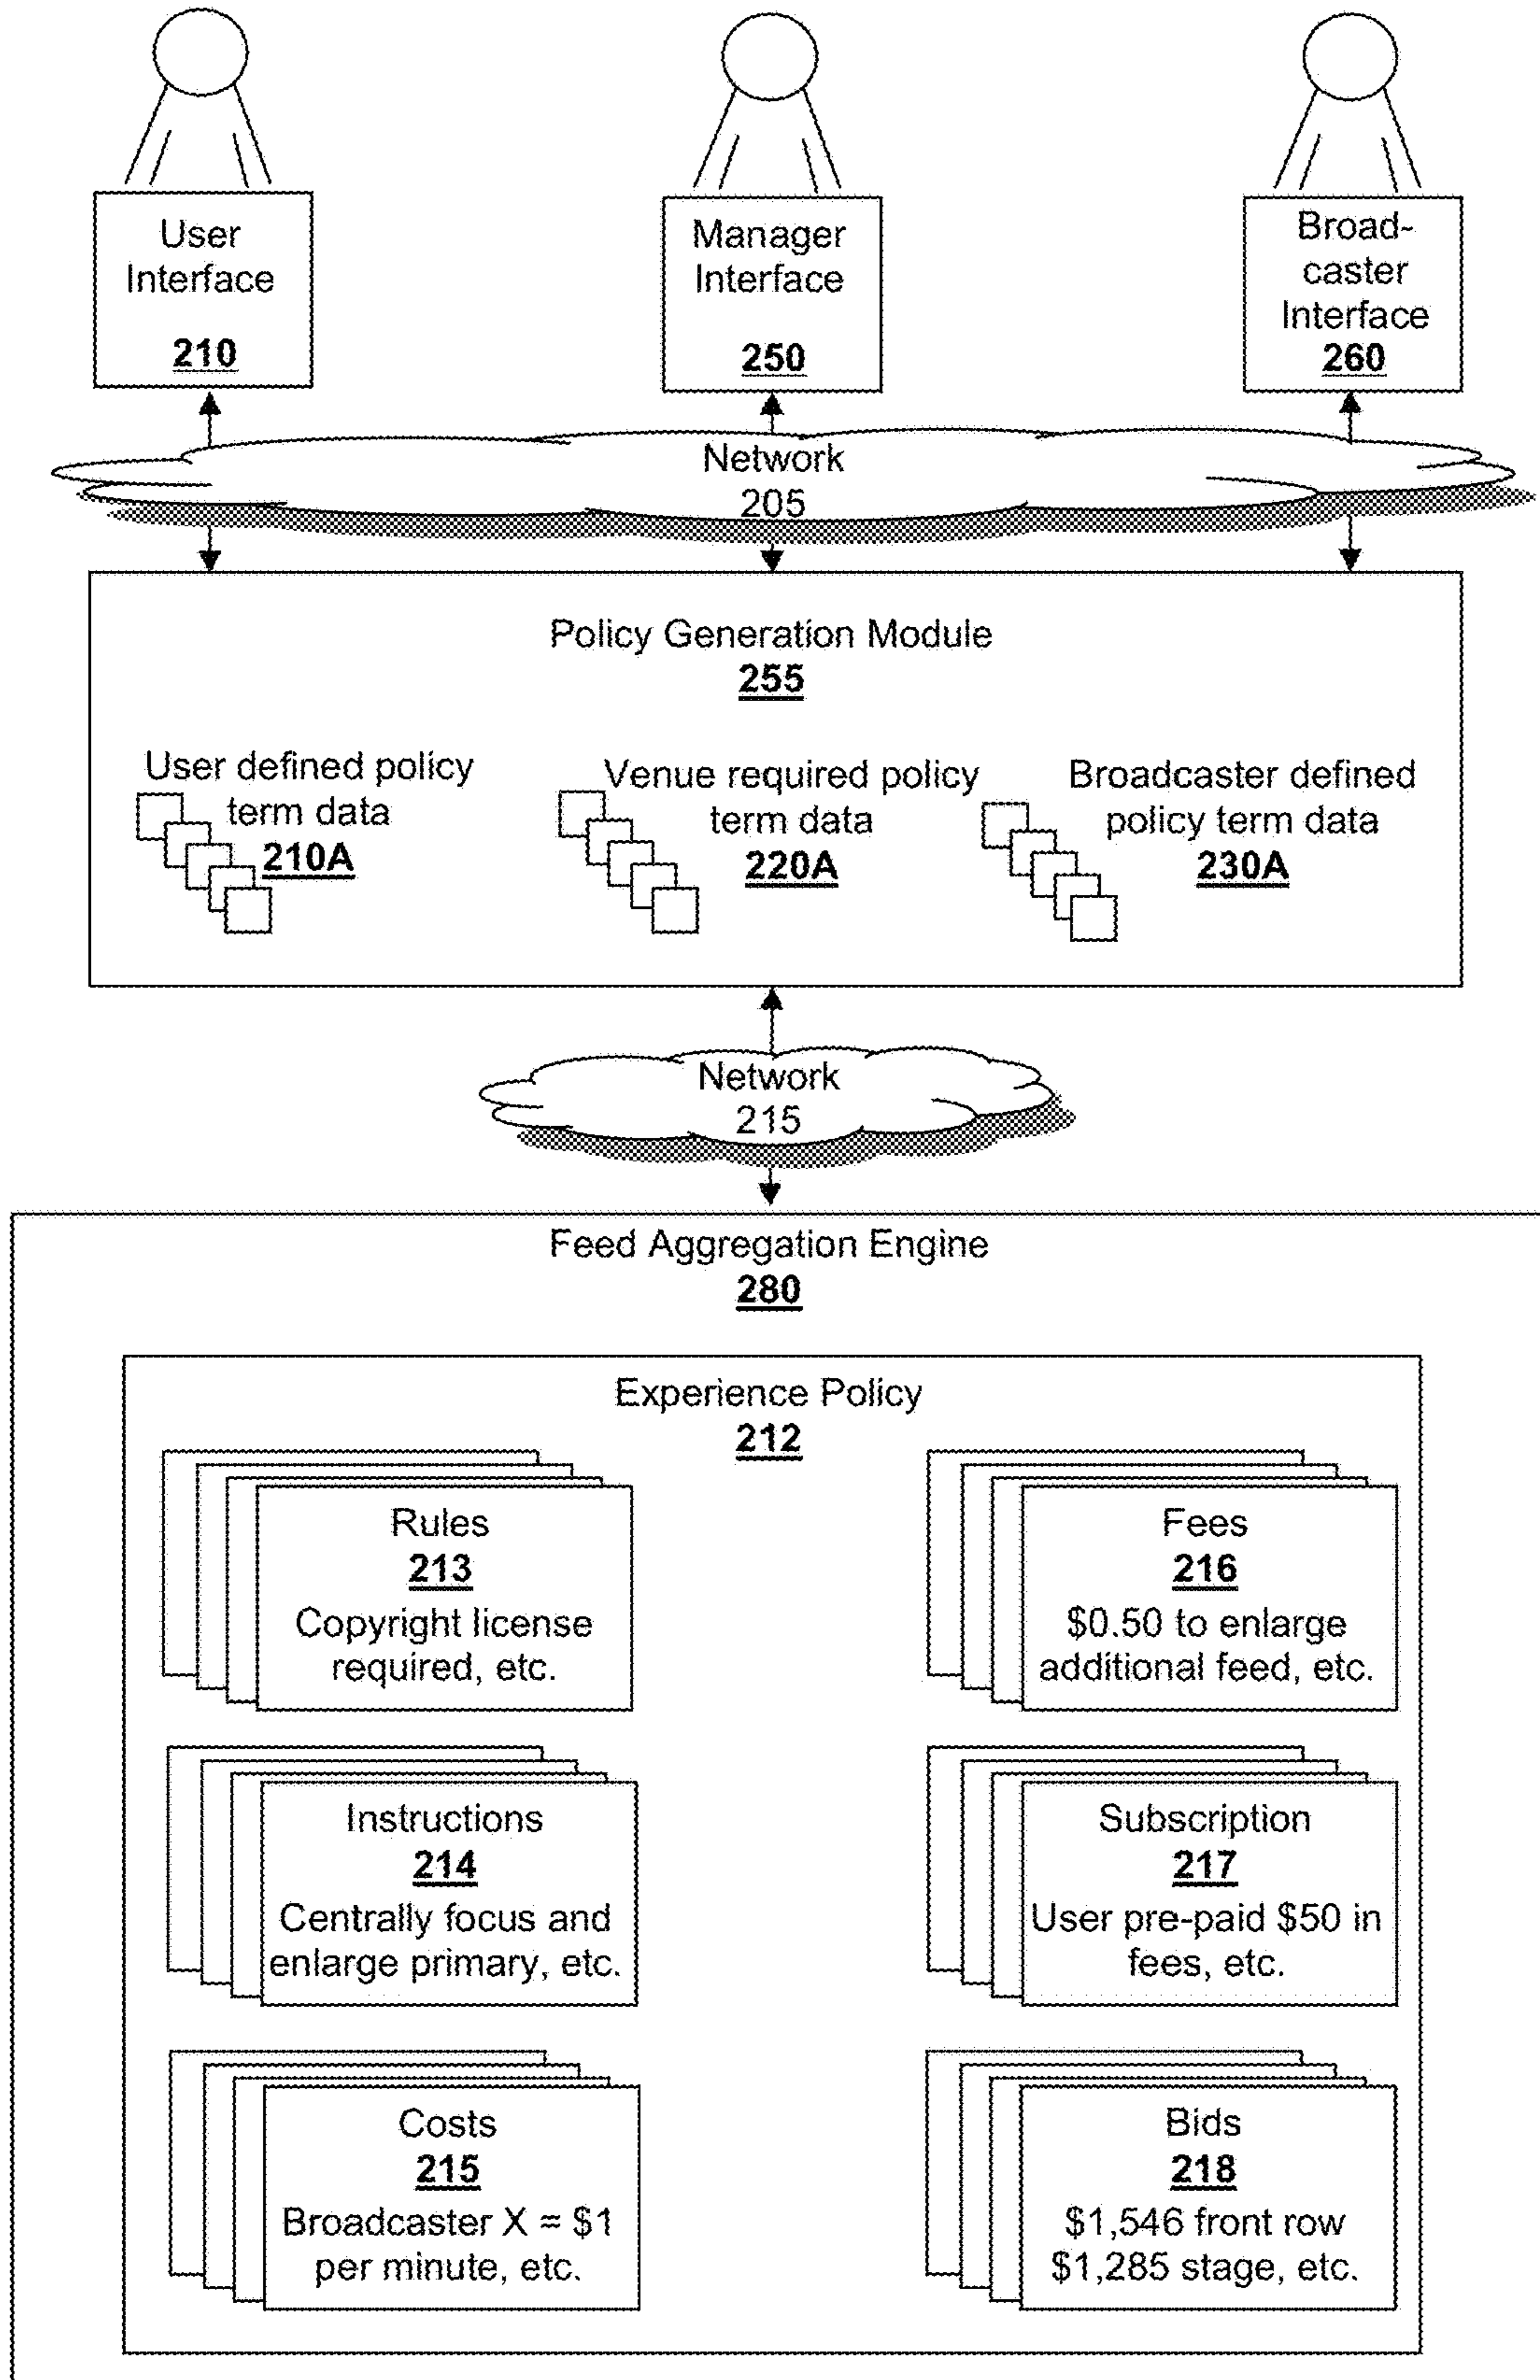 User
Interface
210
Manager
Interface
250
Broad-
caster
Interface
260
Network
205
Policy Generation Module
255
User defined policy
term data
210A
Venue required policy
term data
220A
Broadcaster defined
policy term data
230A
Network
215
Feed Aggregation Engine
280
Experience Policy
212
Rules
213
Copyright license
required, etc.
Fees
216
$0.50 to enlarge
additional feed, etc.
Instructions
214
Centrally focus and
enlarge primary, etc.
Subscription
217
User pre-paid $50 in
fees, etc.
Costs
215
Broadcaster X = $1
per minute, etc.
Bids
218
$1,546 front row
$1,285 stage, etc.